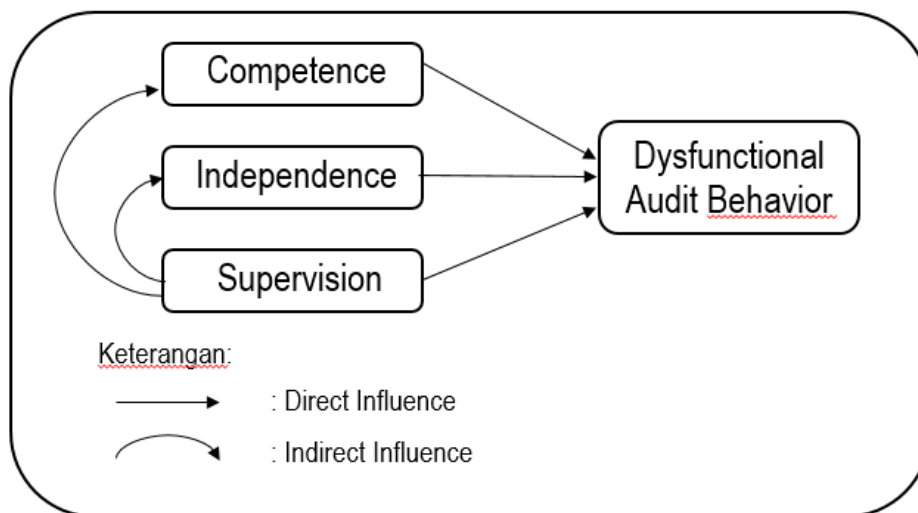 Competence
Independence
Supervision
Dysfunctional
Audit Behavior
Keterangan:
: Direct Influence
: Indirect Influence